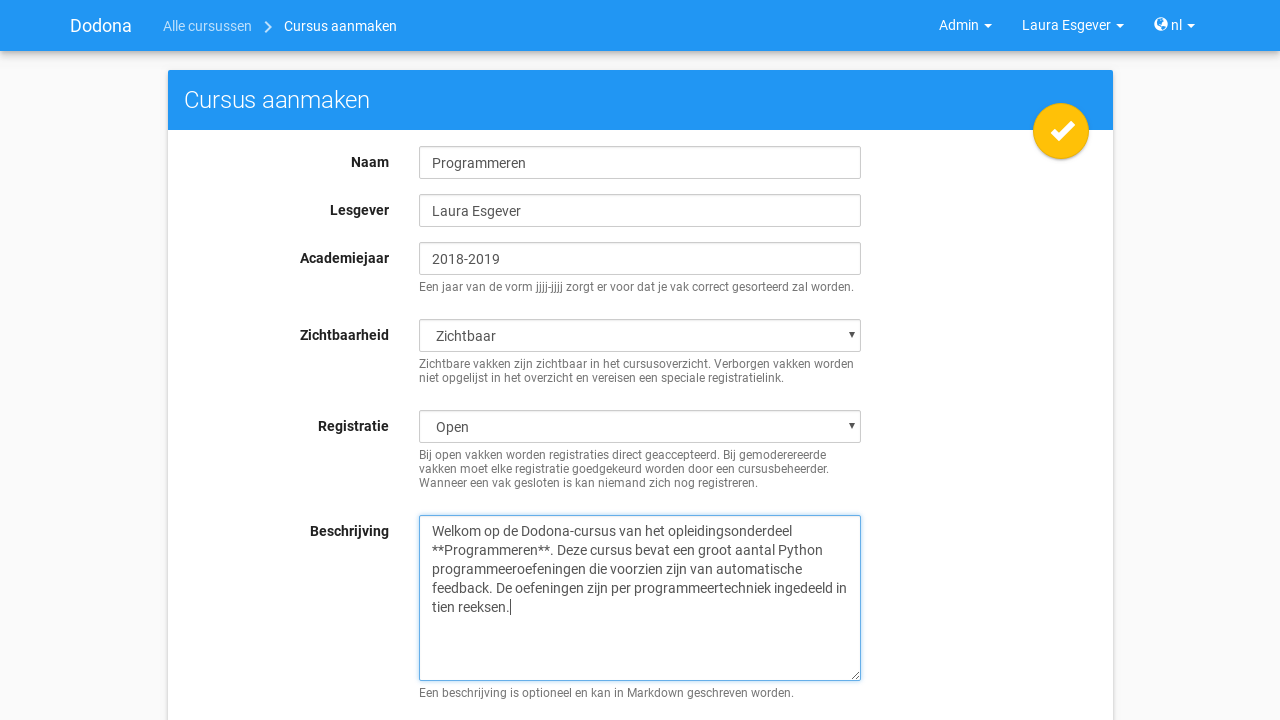 Dodona Alle cursussen Cursus aanmaken Admin Laura Esgever nl
Cursus aanmaken
Naam Programmeren
Lesgever Laura Esgever
Academiejaar 2018-2019
Een jaar van de vorm jjjj-jjjj zorgt er voor dat je vak correct gesorteerd zal worden.
Zichtbaarheid Zichtbaar
Zichtbare vakken zijn zichtbaar in het cursusoverzicht. Verborgen vakken worden
niet opgelijst in het overzicht en vereisen een speciale registratielink.
Registratie Open
Bij open vakken worden registraties direct geaccepteerd. Bij gemoderereerde
vakken moet elke registratie goedgekeurd worden door een cursusbeheerder.
Wanneer een vak gesloten is kan niemand zich nog registreren.
Beschrijving Welkom op de Dodona-cursus van het opleidingsonderdeel
**Programmeren**. Deze cursus bevat een groot aantal Python
programmeeroefeningen die voorzien zijn van automatische
feedback. De oefeningen zijn per programmeertechniek ingedeeld in
tien reeksen.
Een beschrijving is optioneel en kan in Markdown geschreven worden.